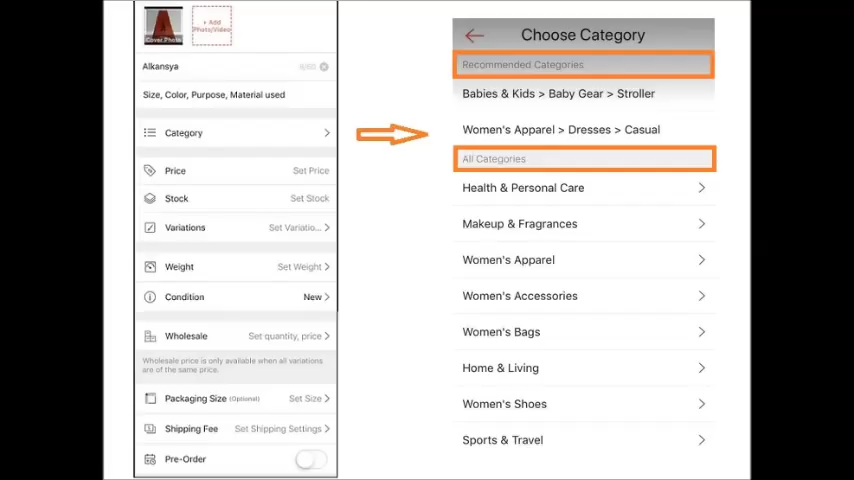 Cover Photo
+ Add
Photo/Video
Alkansya
Size, Color, Purpose, Material used
Category
Price
Set Price
Stock
Set Stock
Variations
Set Variatio...
Weight
Set Weight
Condition
New
Wholesale
Set quantity, price
Wholesale price is only available when all variations
are of the same price.
Packaging Size (Optional)
Set Size
Shipping Fee
Set Shipping Settings
Pre-Order
Choose Category
Recommended Categories
Babies & Kids > Baby Gear > Stroller
Women's Apparel > Dresses > Casual
All Categories
Health & Personal Care
Makeup & Fragrances
Women's Apparel
Women's Accessories
Women's Bags
Home & Living
Women's Shoes
Sports & Travel